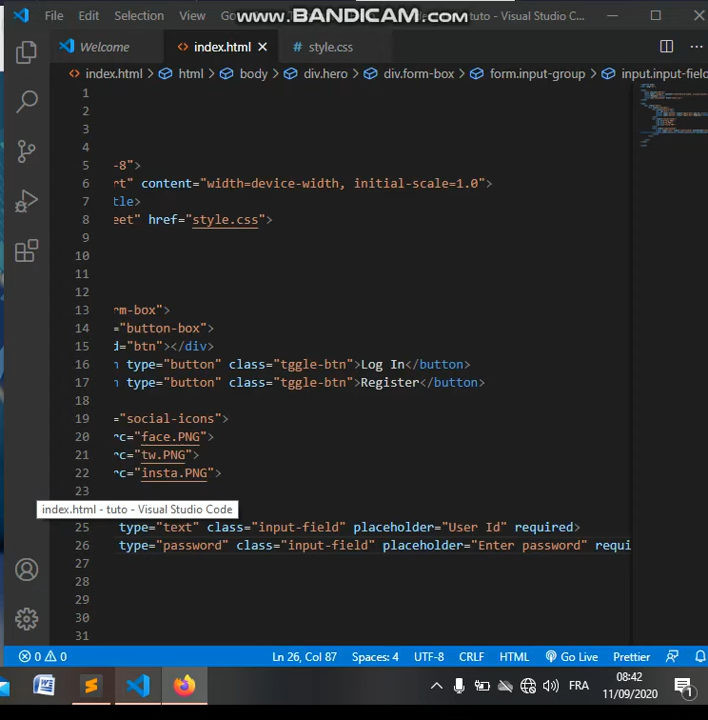 File Edit Selection View Go www.BANDICAM.com tuto - Visual Studio C...
Welcome index.html style.css
index.html > html > body > div.hero > div.form-box > form.input-group > input.input-field
1
2
3
4
5 -8">
6 rt" content="width=device-width, initial-scale=1.0">
7 tle>
8 eet" href="style.css">
9
10
11
12
13 rm-box">
14 ="button-box">
15 d="btn"></div>
16 n type="button" class="tggle-btn">Log In</button>
17 n type="button" class="tggle-btn">Register</button>
18
19 ="social-icons">
20 rc="face.PNG">
21 rc="tw.PNG">
22 rc="insta.PNG">
23
index.html - tuto - Visual Studio Code
25 type="text" class="input-field" placeholder="User Id" required>
26 type="password" class="input-field" placeholder="Enter password" requi
27
28
29
30
31
0 0 Ln 26, Col 87 Spaces: 4 UTF-8 CRLF HTML Go Live Prettier
FRA 08:42
11/09/2020 1